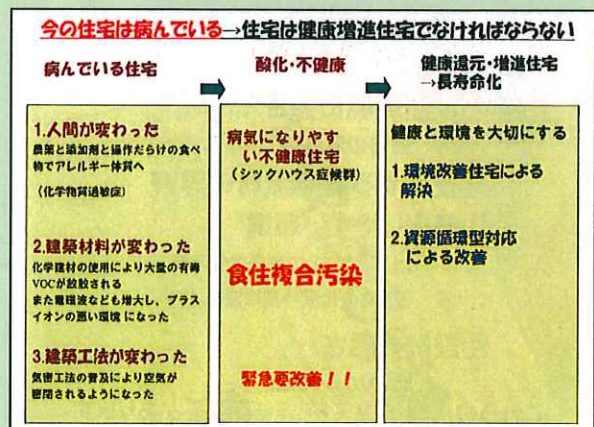 今の住宅は病んでいる→住宅は健康増進住宅でなければならない
病んでいる住宅
酸化・不健康
健康還元・増進住宅
→長寿命化
1.人間が変わった
農薬と添加剤と操作だらけの食べ
物でアレルギー体質へ
（化学物質過敏症）
2.建築材料が変わった
化学建材の使用により大量の有毒
VOCが放散される
また電磁波なども増大し、プラス
イオンの悪い環境になった
3.建築工法が変わった
気密工法の普及により空気が
密閉されるようになった
病気になりやす
い不健康住宅
（シックハウス症候群）
食住複合汚染
緊急要改善！！
健康と環境を大切にする
1.環境改善住宅による
解決
2.資源循環型対応
による改善